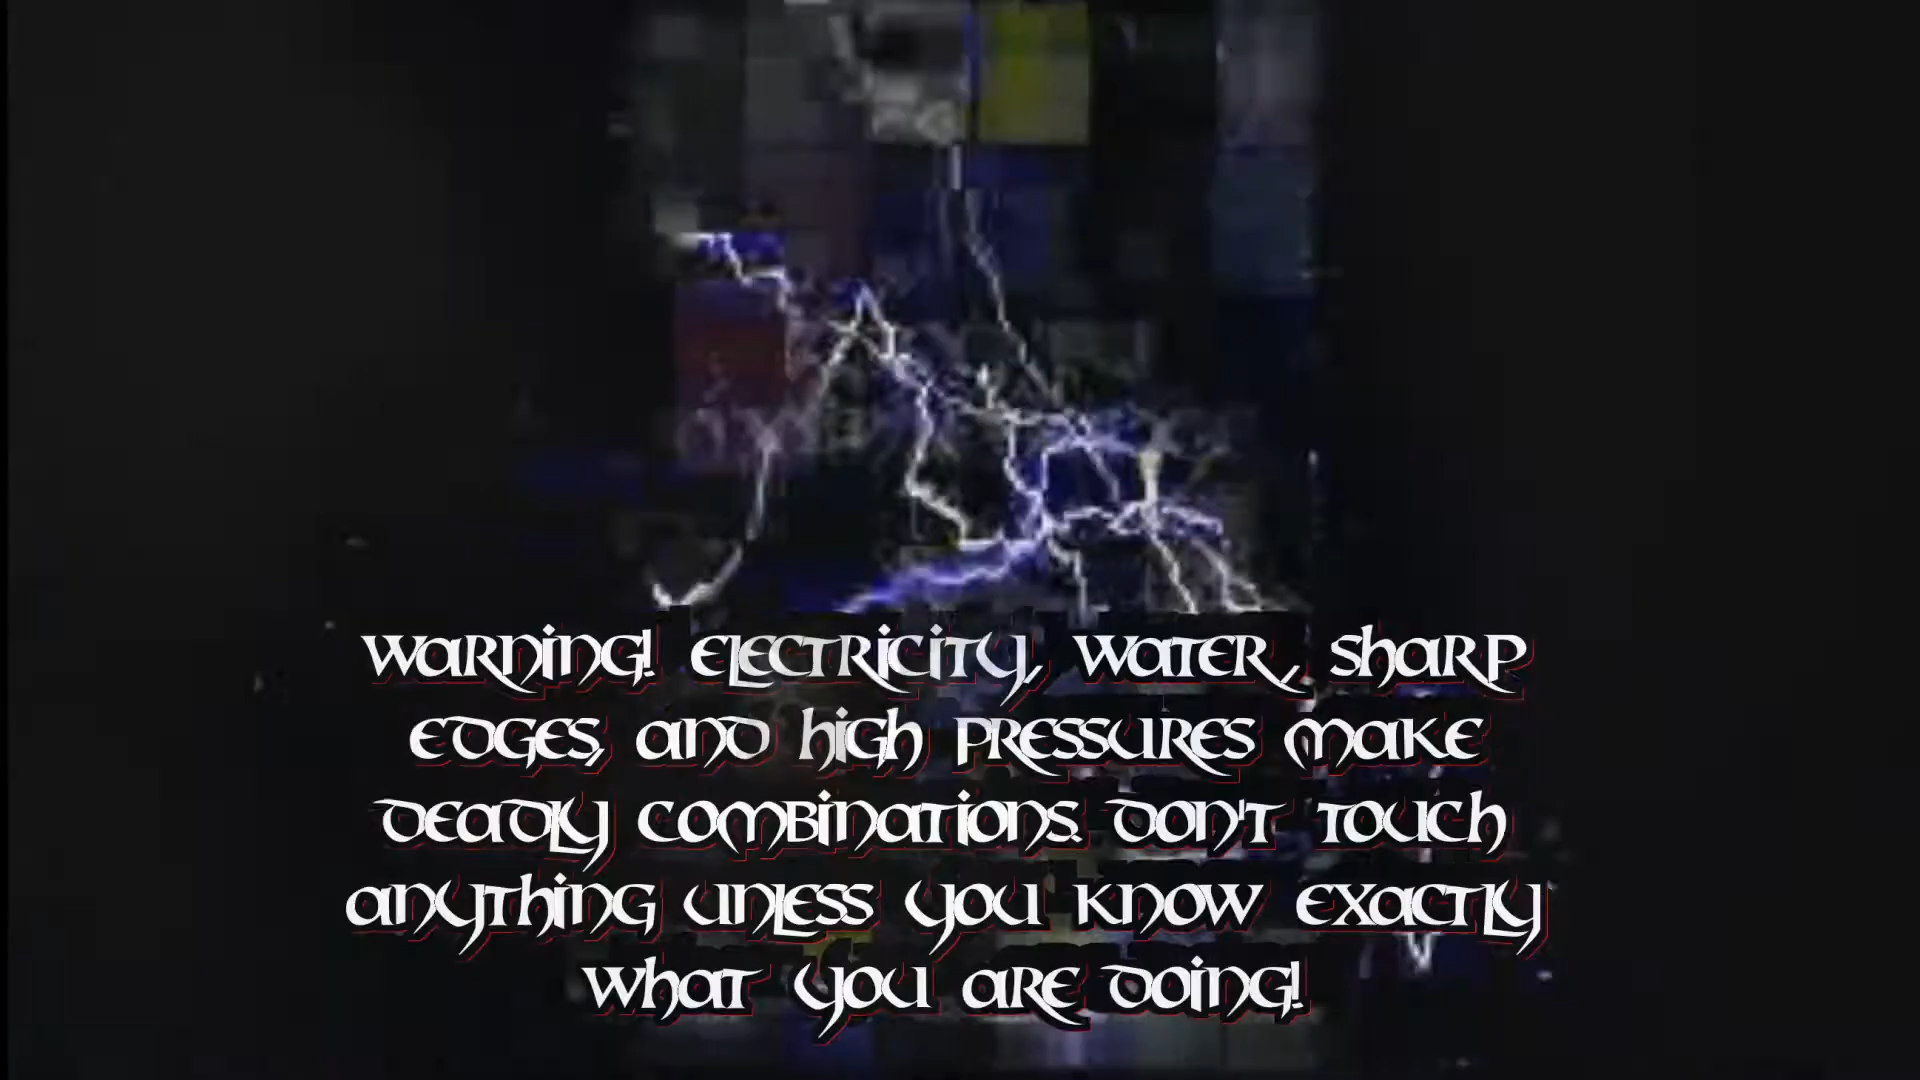 Warning! Electricity, water, sharp
edges, and high pressures make
deadly combinations. Don't touch
anything unless you know exactly
what you are doing!